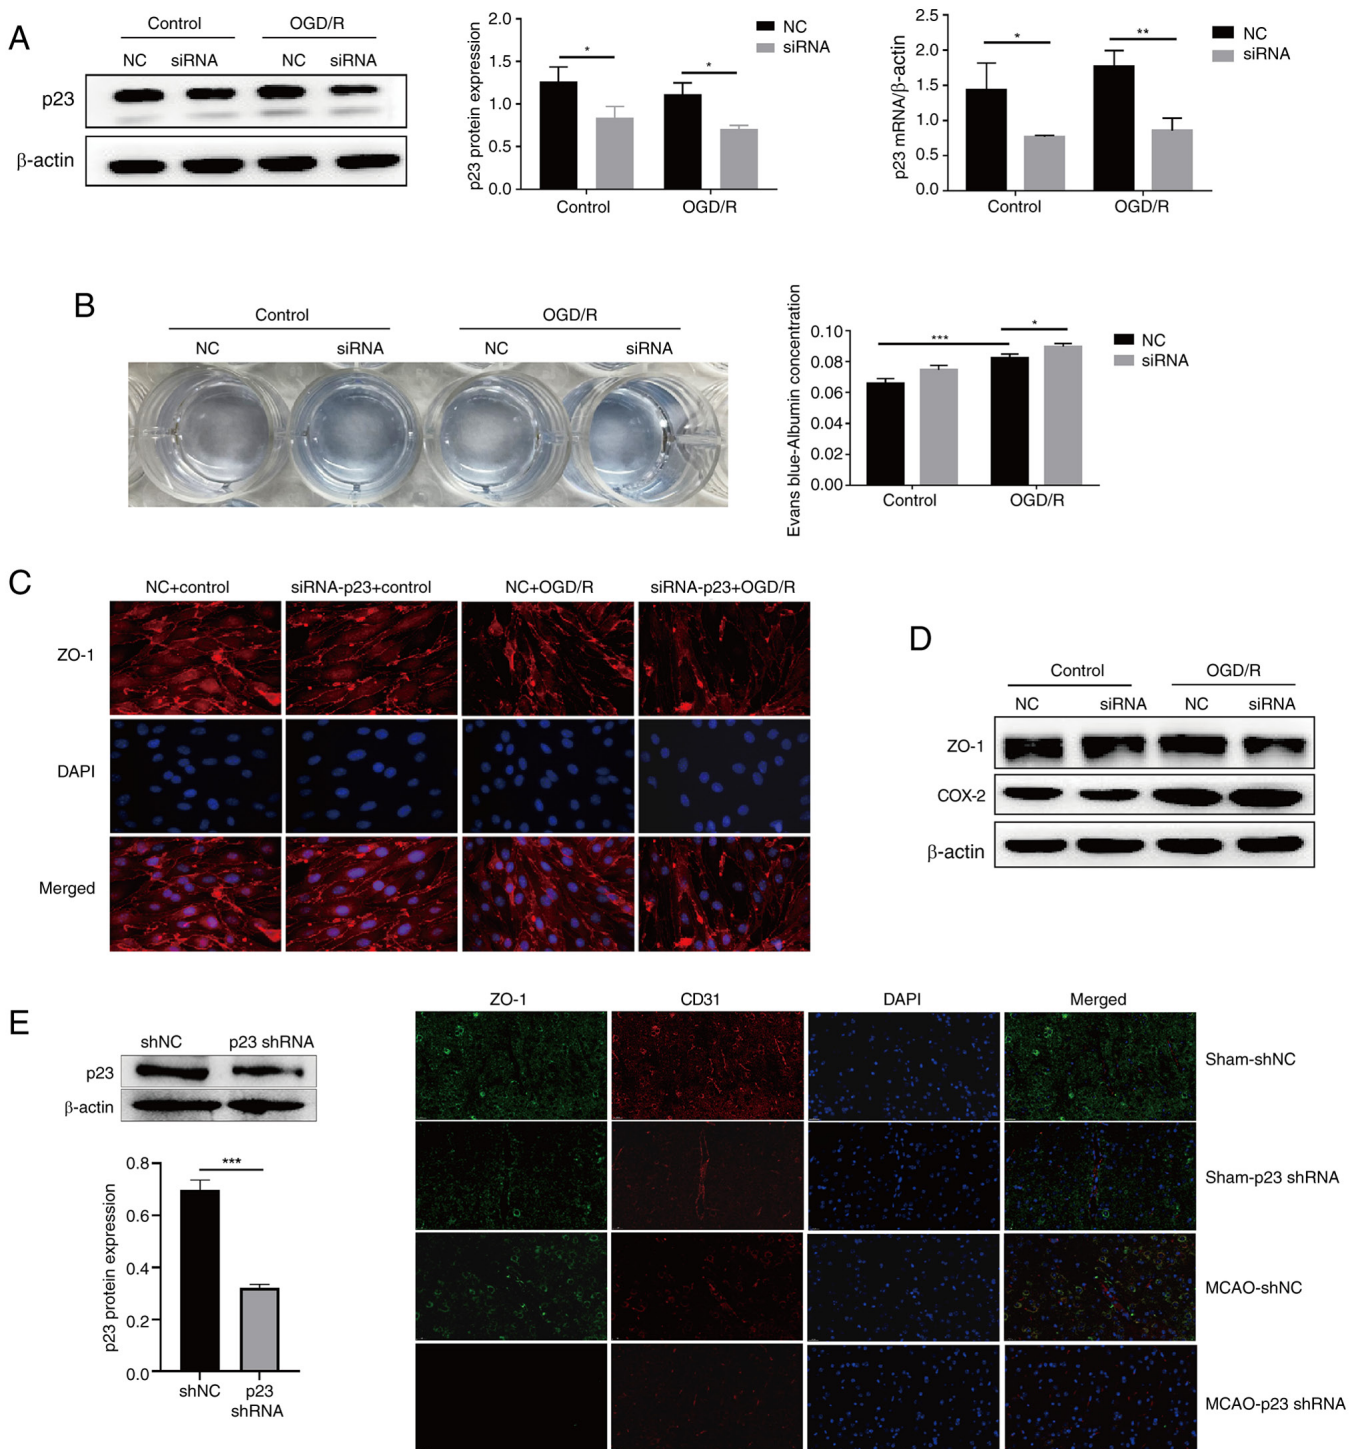 A
Control OGD/R
NC siRNA NC siRNA
p23
β-actin
p23 protein expression
2.0
1.5
1.0
0.5
0.0
*
*
Control OGD/R
NC
siRNA
p23 mRNA/β-actin
2.5
2.0
1.5
1.0
0.5
0.0
*
**
Control OGD/R
NC
siRNA
B
Control OGD/R
NC siRNA NC siRNA
Evans blue-Albumin concentration
0.10
0.08
0.06
0.04
0.02
0.00
***
*
Control OGD/R
NC
siRNA
C
NC+control siRNA-p23+control NC+OGD/R siRNA-p23+OGD/R
ZO-1
DAPI
Merged
D
Control OGD/R
NC siRNA NC siRNA
ZO-1
COX-2
β-actin
E
shNC p23 shRNA
p23
β-actin
p23 protein expression
0.8
0.6
0.4
0.2
0.0
***
shNC p23
shRNA
ZO-1 CD31 DAPI Merged
Sham-shNC
Sham-p23 shRNA
MCAO-shNC
MCAO-p23 shRNA